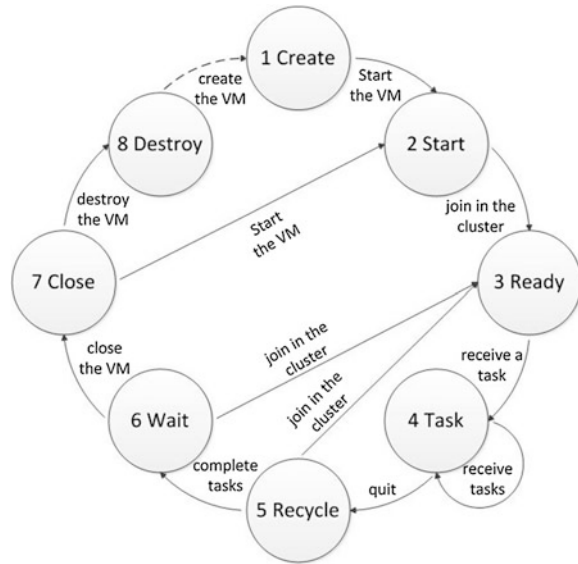 1 Create
create
the VM
Start
the VM
8 Destroy
2 Start
destroy
the VM
join in the
cluster
Start
the VM
7 Close
3 Ready
join in the
cluster
close
the VM
receive a
task
join in the
cluster
6 Wait
4 Task
complete
tasks
receive
tasks
quit
5 Recycle